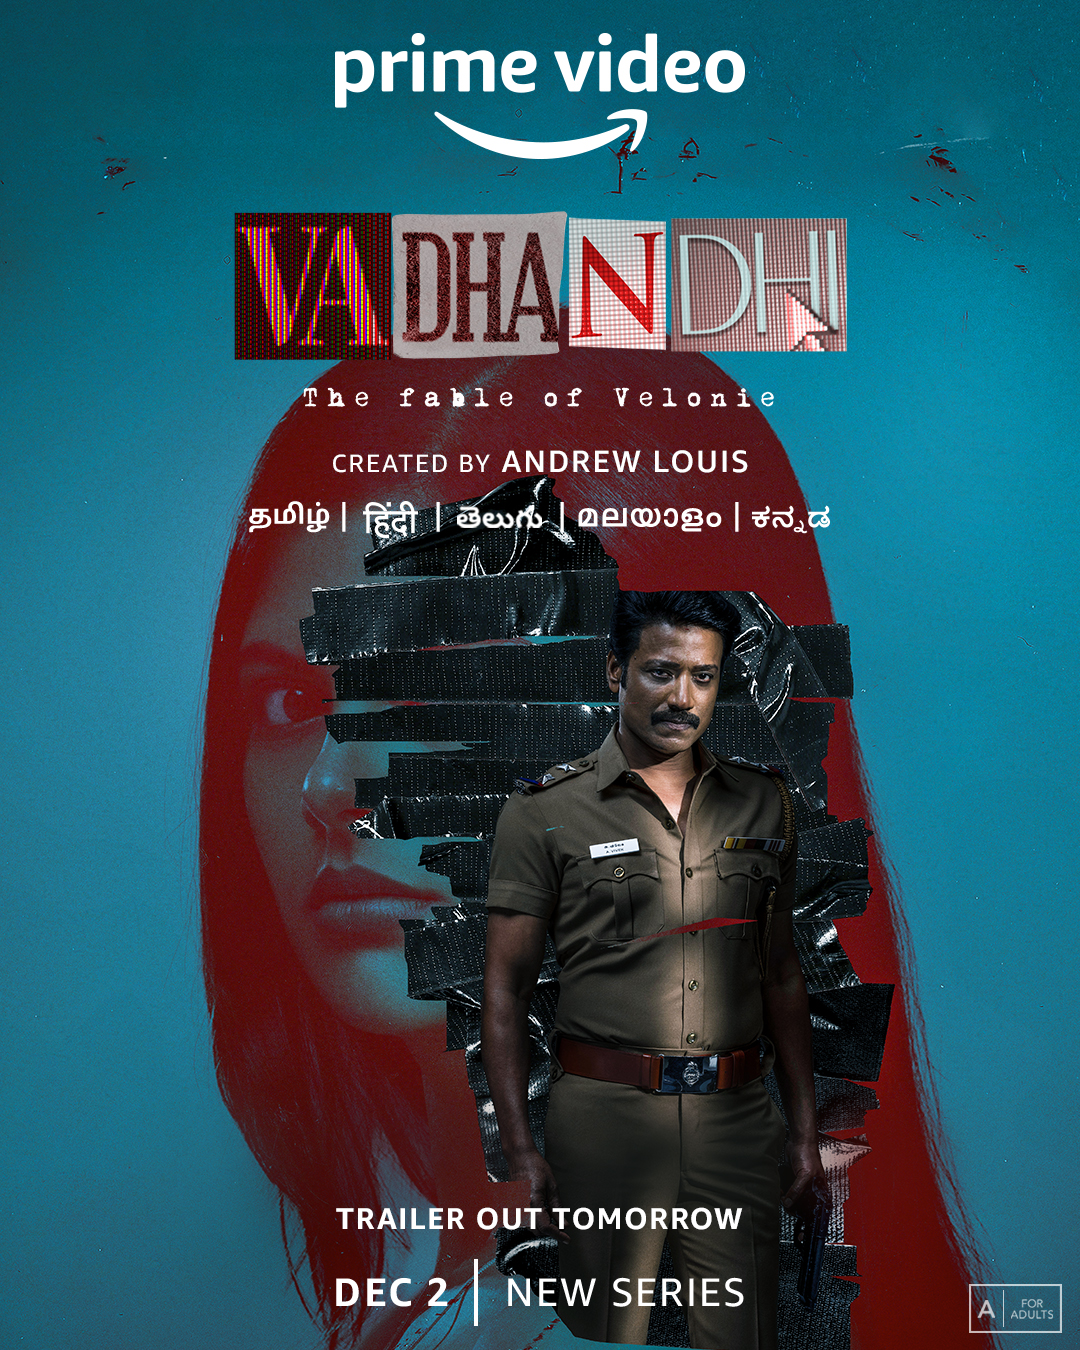 prime video
VADHANDHI
The fable of Velonie
CREATED BY ANDREW LOUIS
தமிழ் | हिंदी | తెలుగు | മലയാളം | ಕನ್ನಡ
TRAILER OUT TOMORROW
DEC 2 | NEW SERIES
A | FOR ADULTS